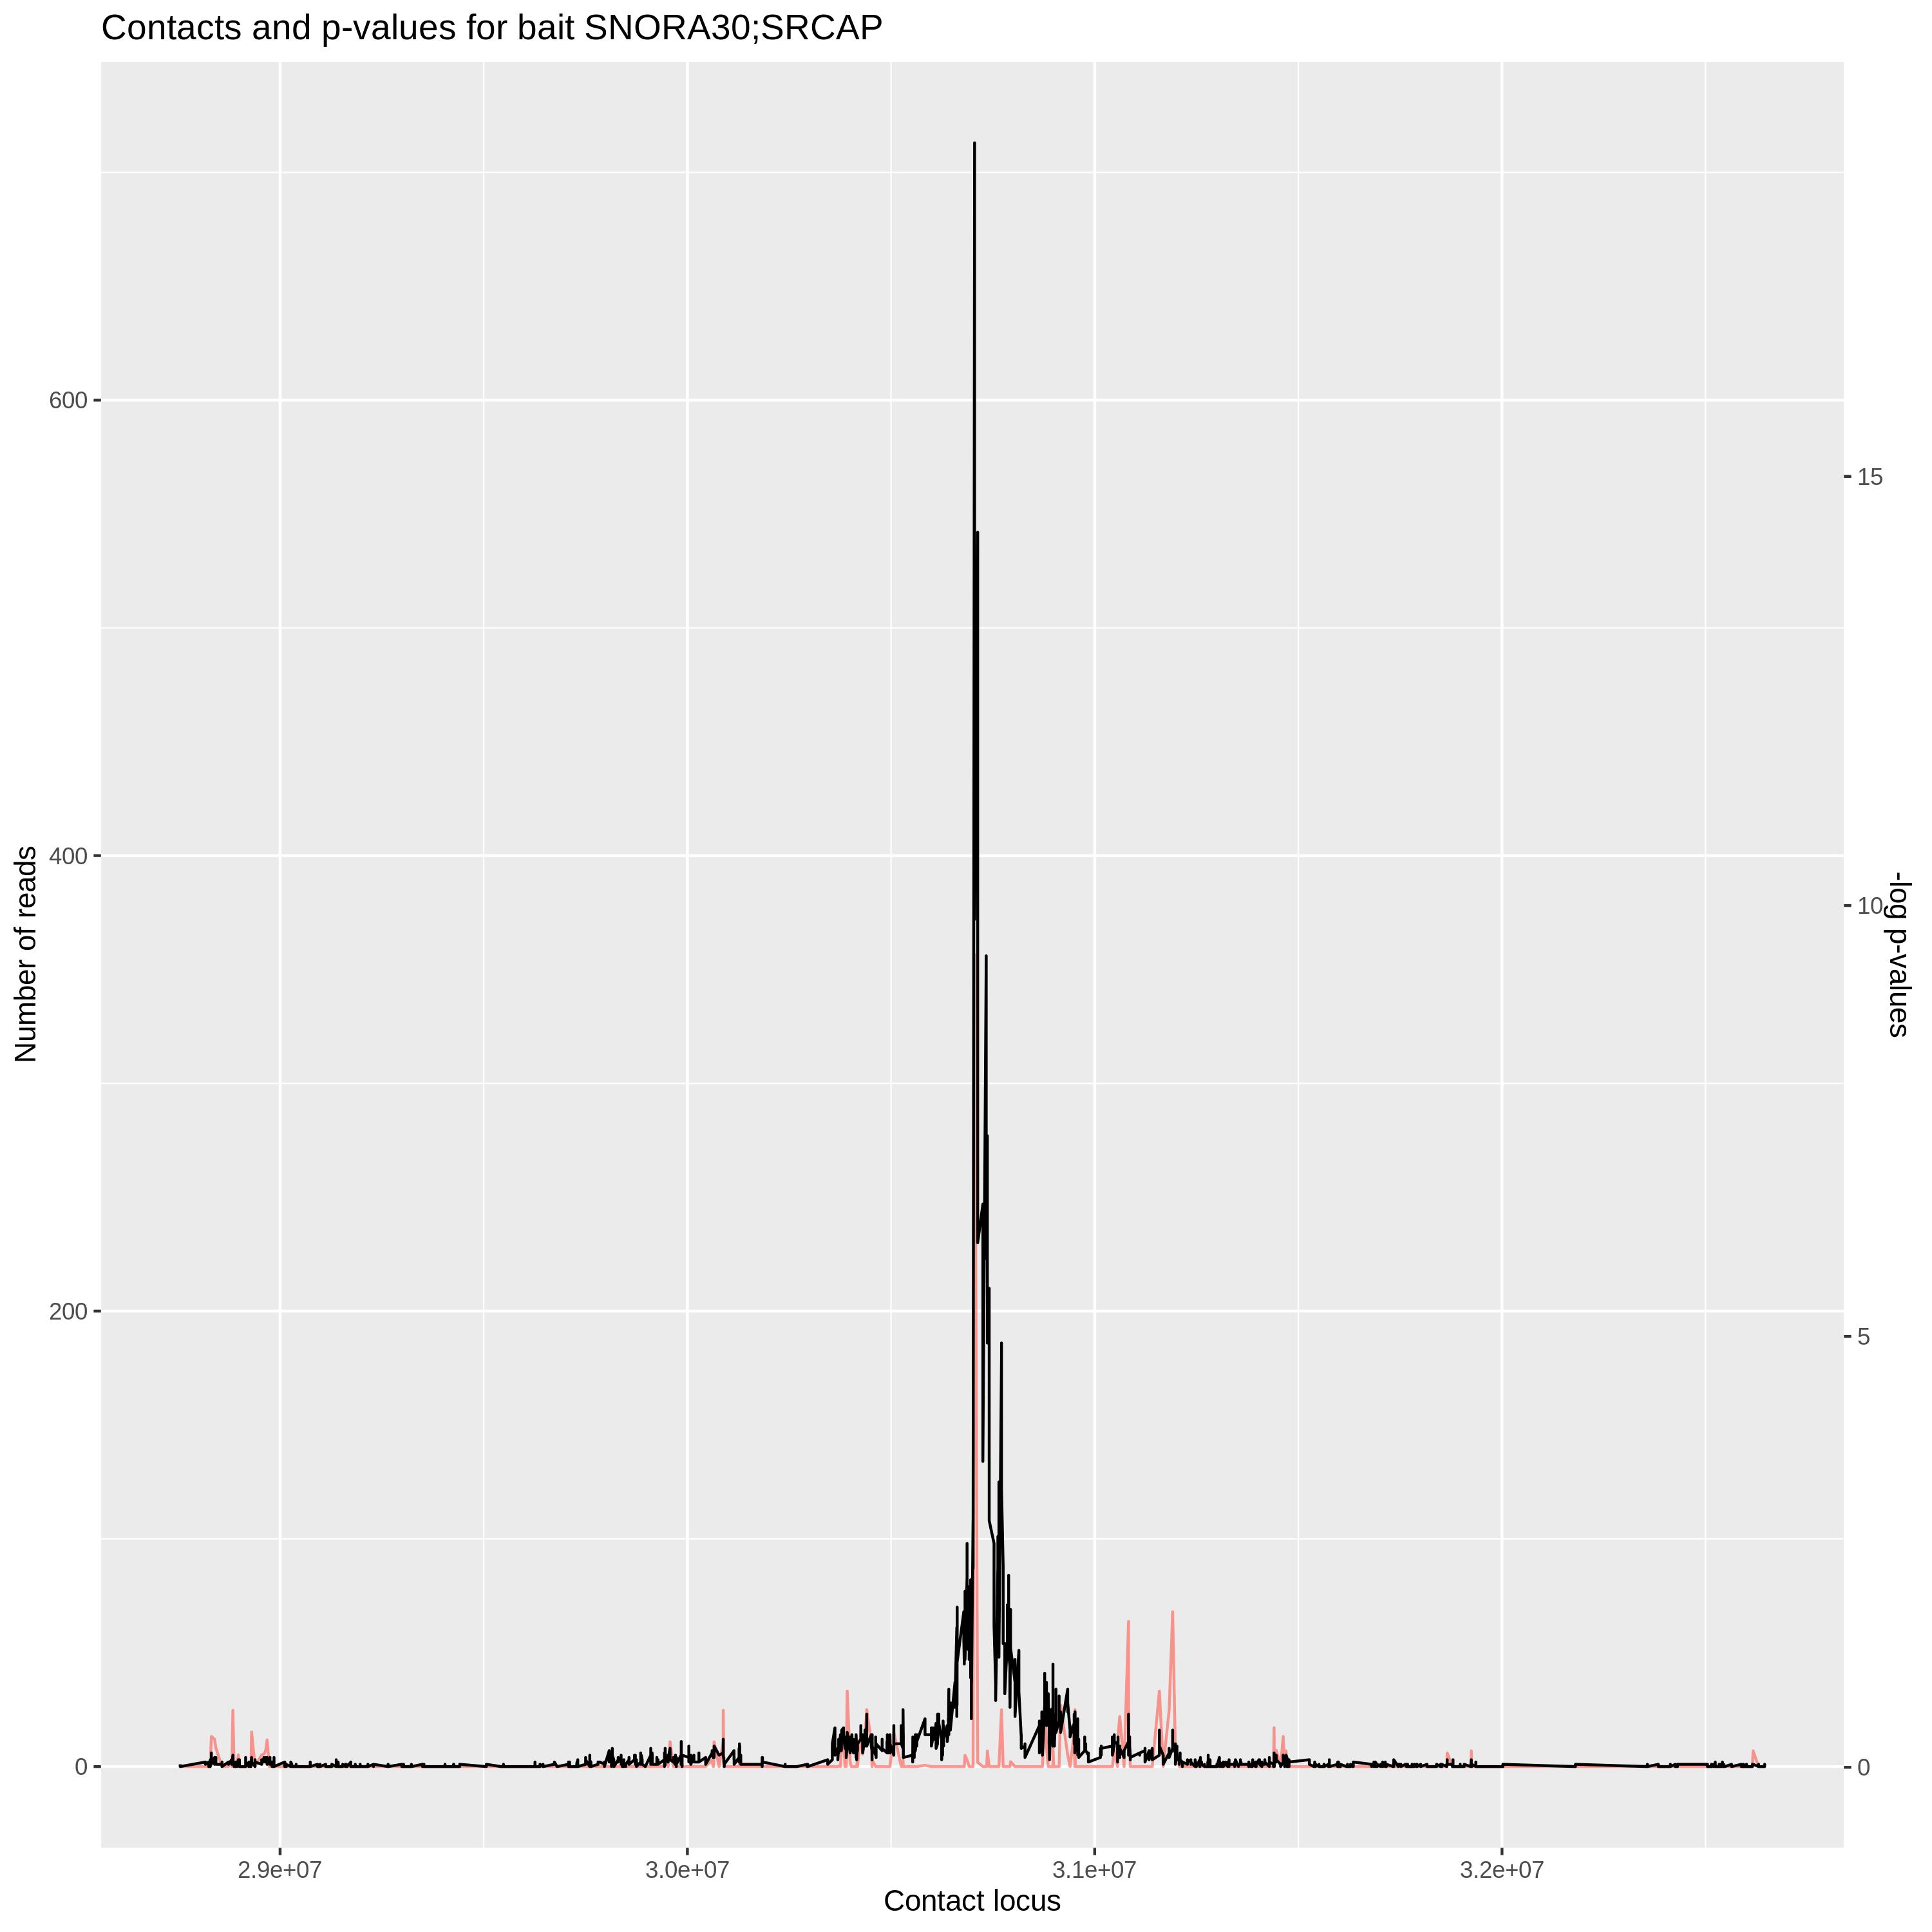 Contacts and p-values for bait SNORA30;SRCAP
Number of reads
600
400
200
0
15
10
5
0
-log p-values
2.9e+07
3.0e+07
3.1e+07
3.2e+07
Contact locus